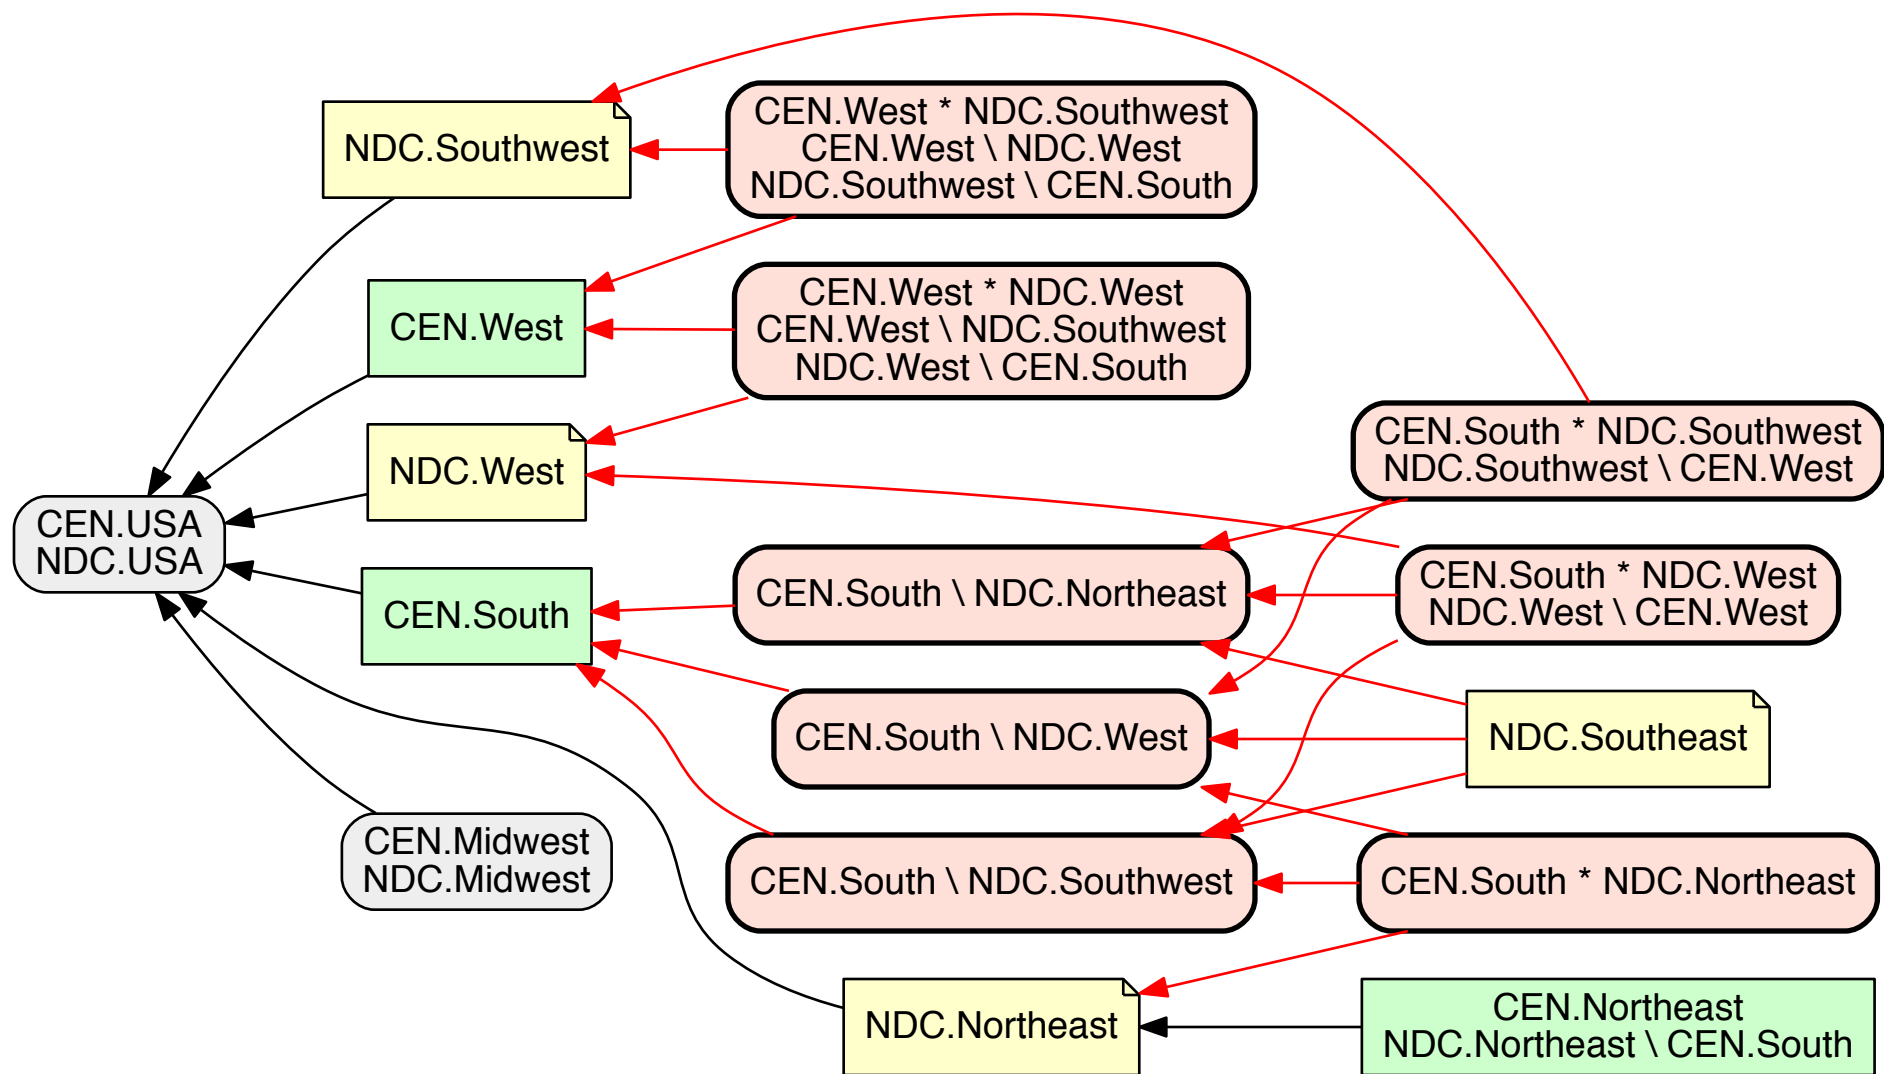 NDC.Southwest
CEN.West * NDC.Southwest
CEN.West \ NDC.West
NDC.Southwest \ CEN.South
CEN.West
CEN.West * NDC.West
CEN.West \ NDC.Southwest
NDC.West \ CEN.South
NDC.West
CEN.South * NDC.Southwest
NDC.Southwest \ CEN.West
CEN.USA
NDC.USA
CEN.South
CEN.South \ NDC.Northeast
CEN.South * NDC.West
NDC.West \ CEN.West
CEN.South \ NDC.West
NDC.Southeast
CEN.Midwest
NDC.Midwest
CEN.South \ NDC.Southwest
CEN.South * NDC.Northeast
NDC.Northeast
CEN.Northeast
NDC.Northeast \ CEN.South